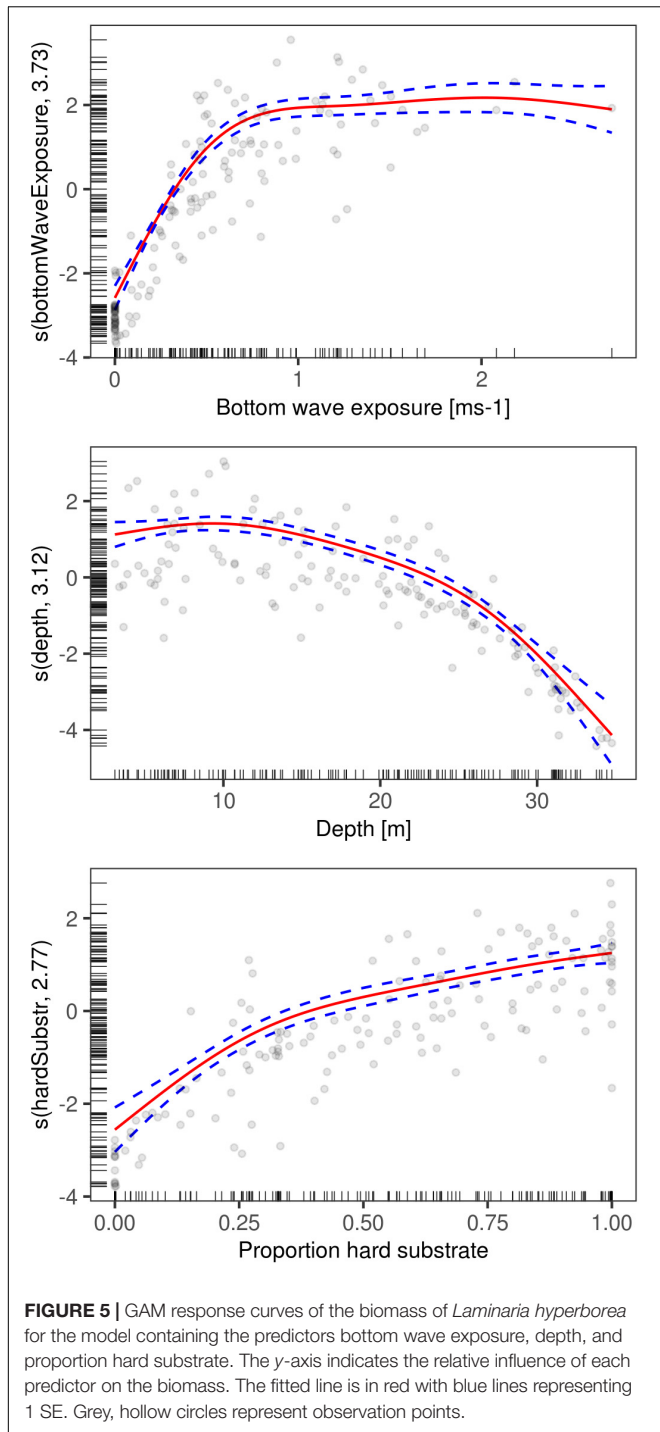 s(bottomWaveExposure, 3.73)
2
0
-2
-4
0
1
2
Bottom wave exposure [ms-1]
s(depth, 3.12)
2
0
-2
-4
10
20
30
Depth [m]
s(hardSubstr, 2.77)
2
0
-2
-4
0.00
0.25
0.50
0.75
1.00
Proportion hard substrate
FIGURE 5 | GAM response curves of the biomass of Laminaria hyperborea
for the model containing the predictors bottom wave exposure, depth, and
proportion hard substrate. The y-axis indicates the relative influence of each
predictor on the biomass. The fitted line is in red with blue lines representing
1 SE. Grey, hollow circles represent observation points.